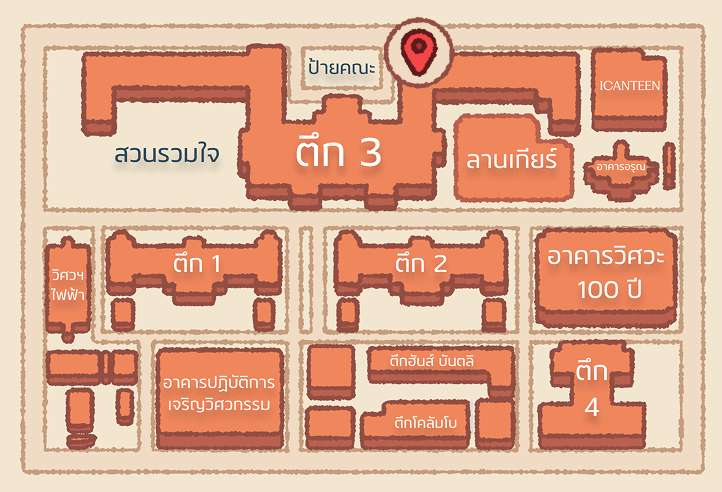 ป้ายคณะ
ICANTEEN
สวนรวมใจ
ตึก 3
ลานเกียร์
อาคารอรุณ
วิศวฯ
ไฟฟ้า
ตึก 1
ตึก 2
อาคารวิศวะ
100 ปี
อาคารปฏิบัติการ
เจริญวิศวกรรม
ตึกฮันส์ บันตลิ
ตึกโคลัมโบ
ตึก
4